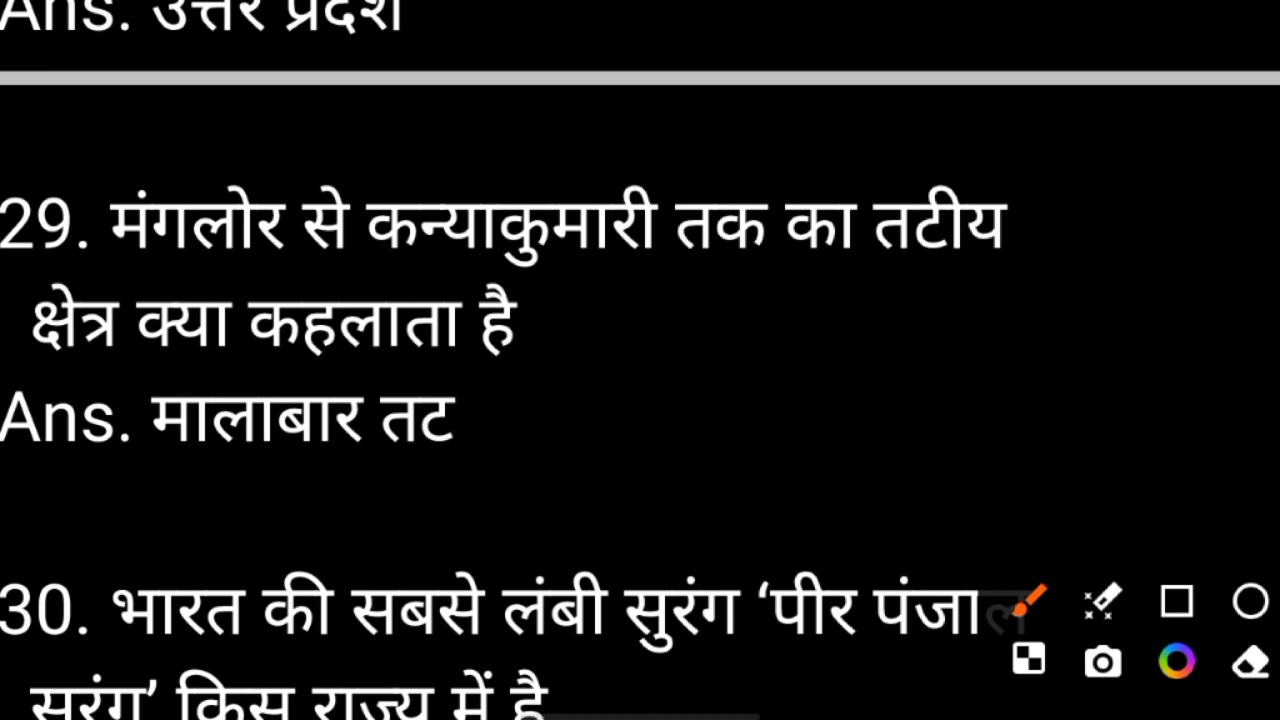 Ans. उत्तर प्रदेश
29. मंगलोर से कन्याकुमारी तक का तटीय
क्षेत्र क्या कहलाता है
Ans. मालाबार तट
30. भारत की सबसे लंबी सुरंग ‘पीर पंजाल
सुरंग’ किस राज्य में है